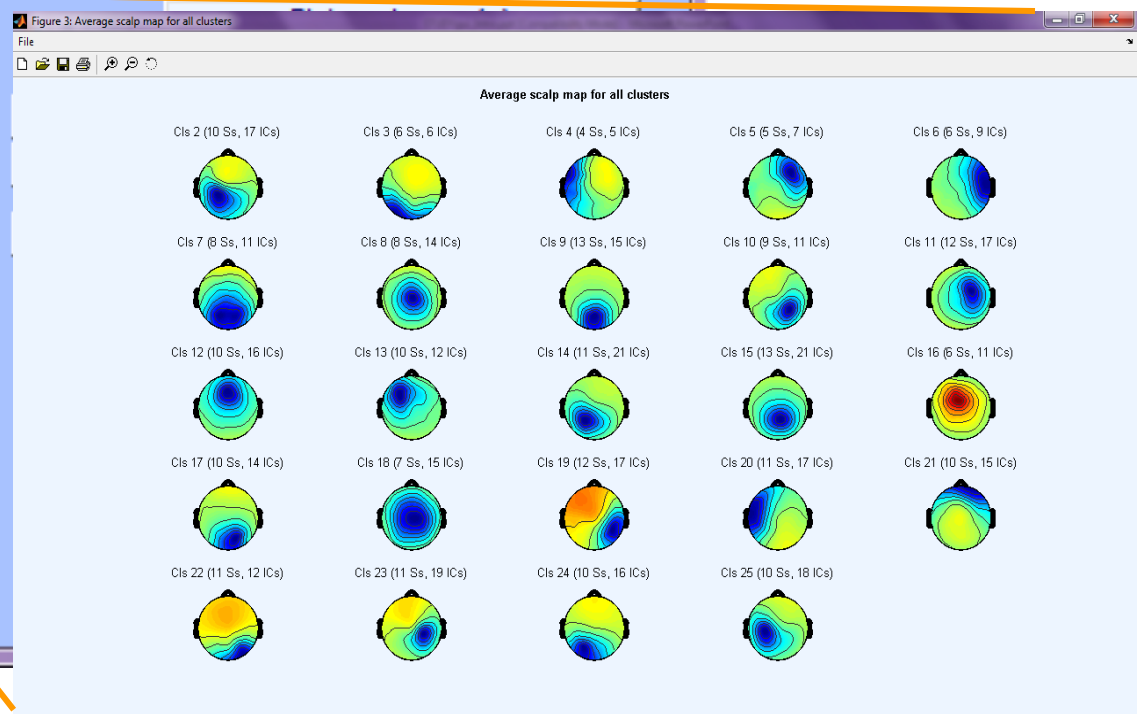 Figure 3: Average scalp map for all clusters
File
Average scalp map for all clusters
Cls 2 (10 Ss, 17 ICs)
Cls 3 (6 Ss, 6 ICs)
Cls 4 (4 Ss, 5 ICs)
Cls 5 (5 Ss, 7 ICs)
Cls 6 (6 Ss, 9 ICs)
Cls 7 (8 Ss, 11 ICs)
Cls 8 (8 Ss, 14 ICs)
Cls 9 (13 Ss, 15 ICs)
Cls 10 (9 Ss, 11 ICs)
Cls 11 (12 Ss, 17 ICs)
Cls 12 (10 Ss, 16 ICs)
Cls 13 (10 Ss, 12 ICs)
Cls 14 (11 Ss, 21 ICs)
Cls 15 (13 Ss, 21 ICs)
Cls 16 (6 Ss, 11 ICs)
Cls 17 (10 Ss, 14 ICs)
Cls 18 (7 Ss, 15 ICs)
Cls 19 (12 Ss, 17 ICs)
Cls 20 (11 Ss, 17 ICs)
Cls 21 (10 Ss, 15 ICs)
Cls 22 (11 Ss, 12 ICs)
Cls 23 (11 Ss, 19 ICs)
Cls 24 (10 Ss, 16 ICs)
Cls 25 (10 Ss, 18 ICs)